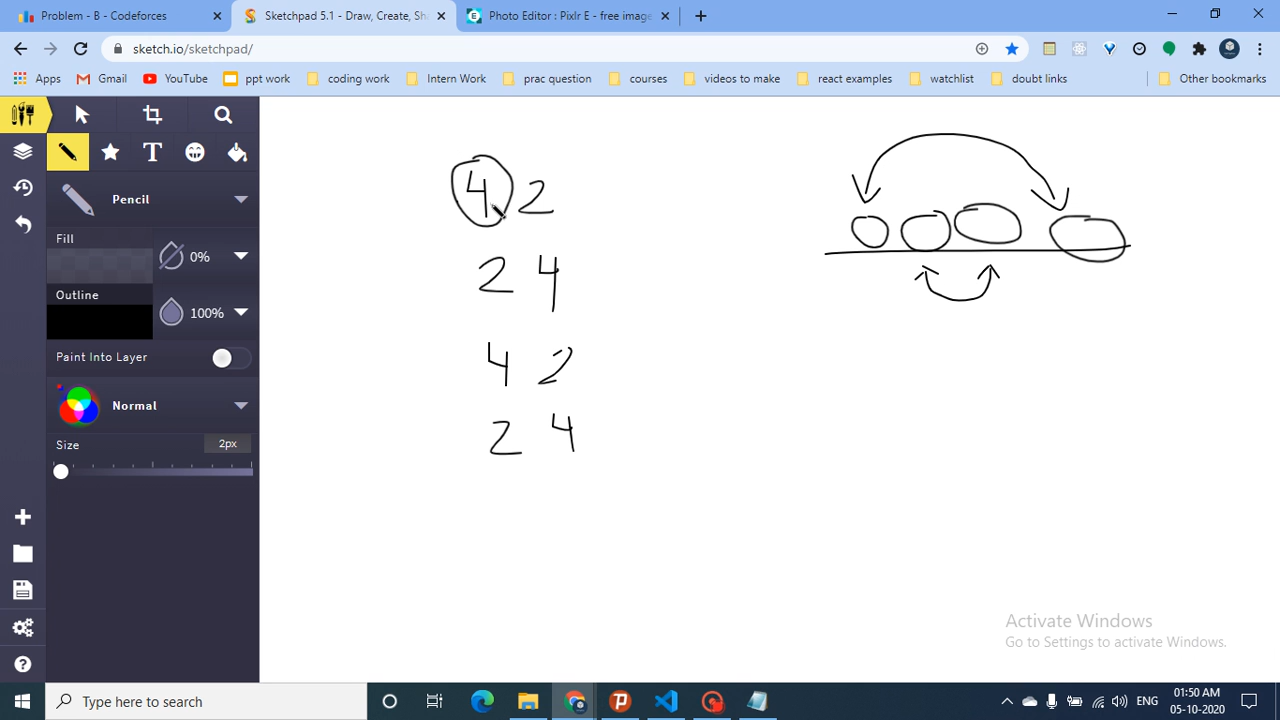 Problem - B - Codeforces
Sketchpad 5.1 - Draw, Create, Sha
Photo Editor : Pixlr E - free image
sketch.io/sketchpad/
Apps Gmail YouTube ppt work coding work Intern Work prac question courses videos to make react examples watchlist doubt links Other bookmarks
Pencil
Fill
0%
Outline
100%
Paint Into Layer
Normal
Size
2px
4 2
2 4
4 2
2 4
Activate Windows
Go to Settings to activate Windows.
Type here to search
ENG
01:50 AM
05-10-2020